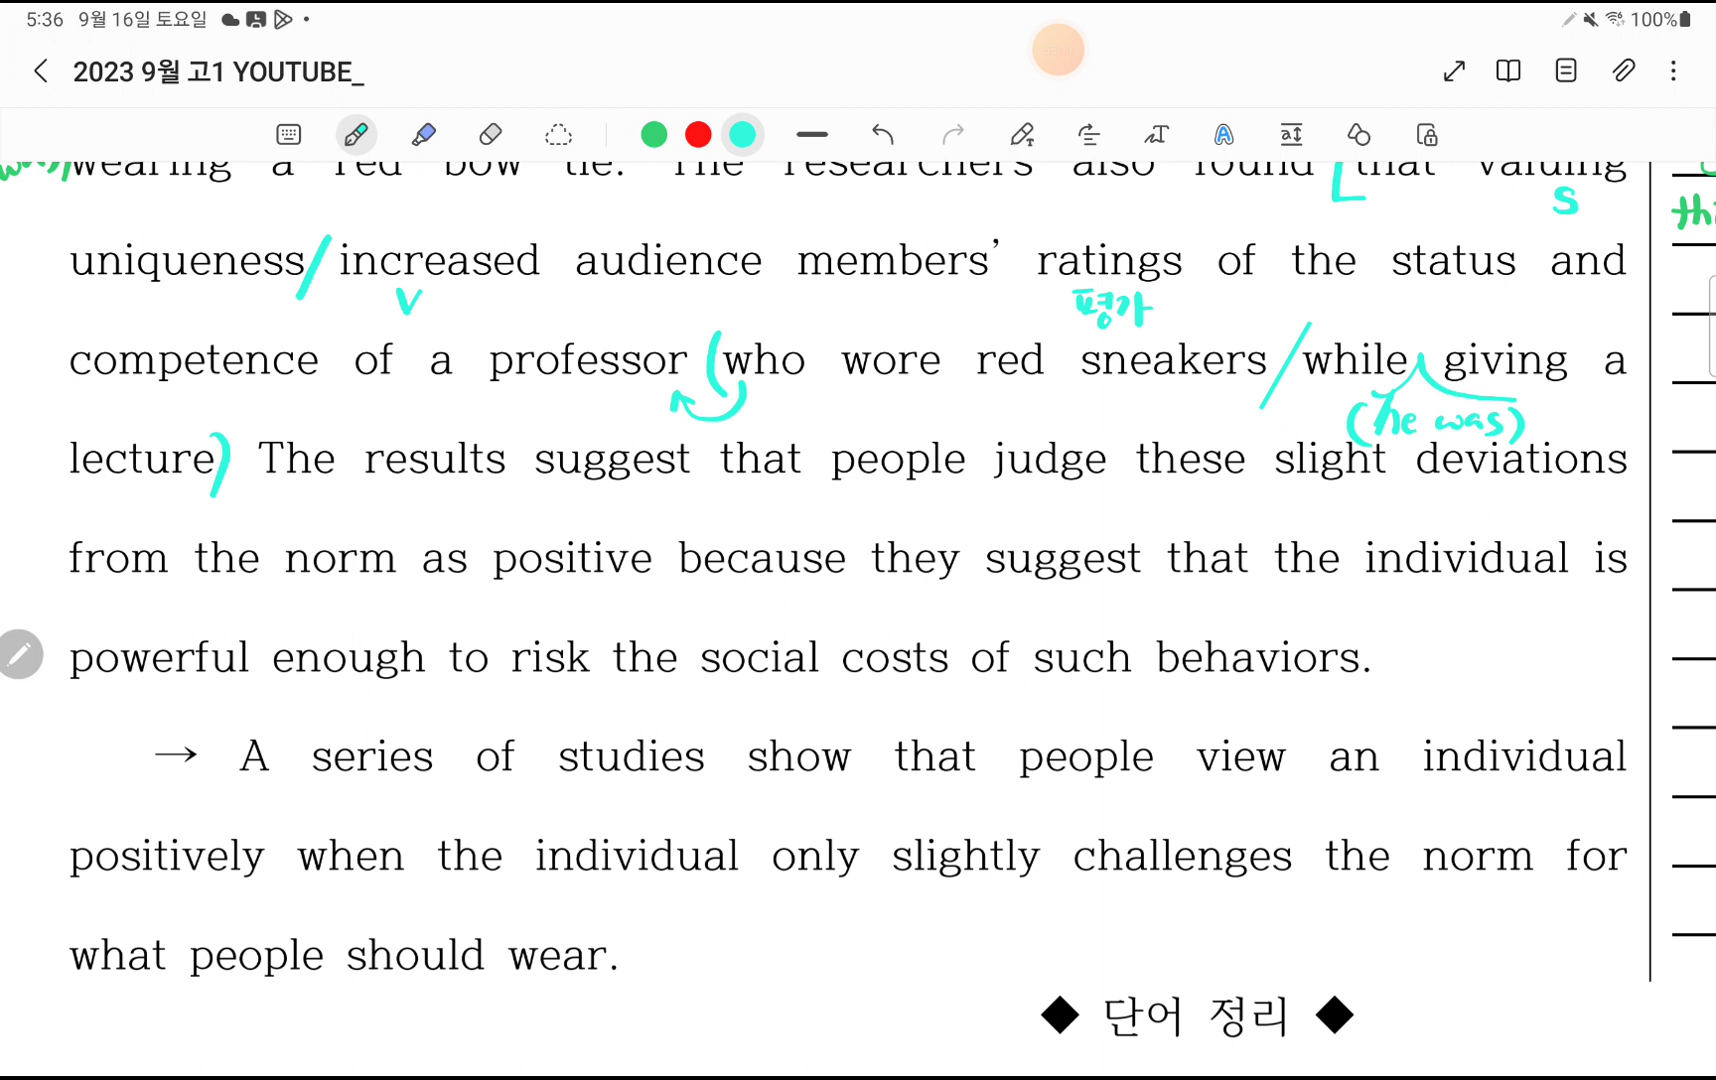 5:36 9월 16일 토요일 100%
2023 9월 고1 YOUTUBE_
wearing a red bow tie. The researchers also found that valuing
S
uniqueness / increased audience members’ ratings of the status and
V 평가
competence of a professor (who wore red sneakers / while giving a
(he was)
lecture) The results suggest that people judge these slight deviations
from the norm as positive because they suggest that the individual is
powerful enough to risk the social costs of such behaviors.
→ A series of studies show that people view an individual
positively when the individual only slightly challenges the norm for
what people should wear.
◆ 단어 정리 ◆